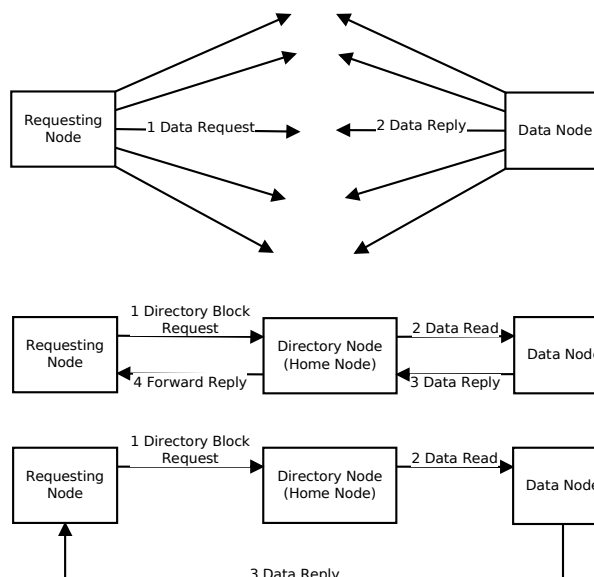 Requesting
Node
1 Data Request
2 Data Reply
Data Node
1 Directory Block
Request
Requesting
Node
4 Forward Reply
Directory Node
(Home Node)
2 Data Read
3 Data Reply
Data Node
1 Directory Block
Request
Requesting
Node
Directory Node
(Home Node)
2 Data Read
Data Node
3 Data Reply